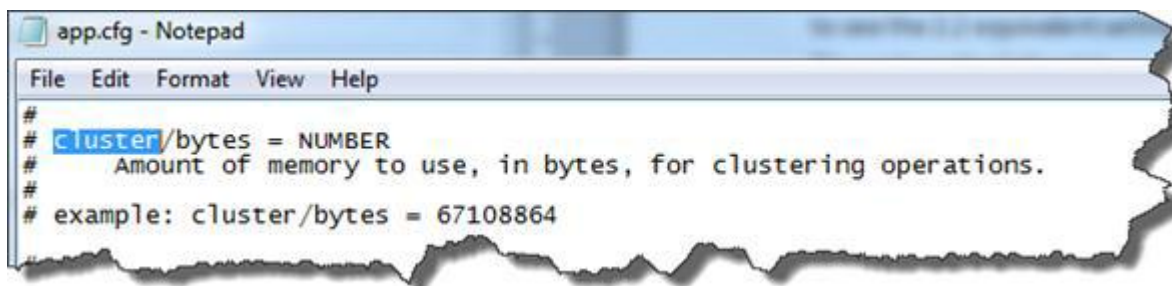 app.cfg - Notepad
File Edit Format View Help
#
# cluster/bytes = NUMBER
# Amount of memory to use, in bytes, for clustering operations.
#
# example: cluster/bytes = 67108864